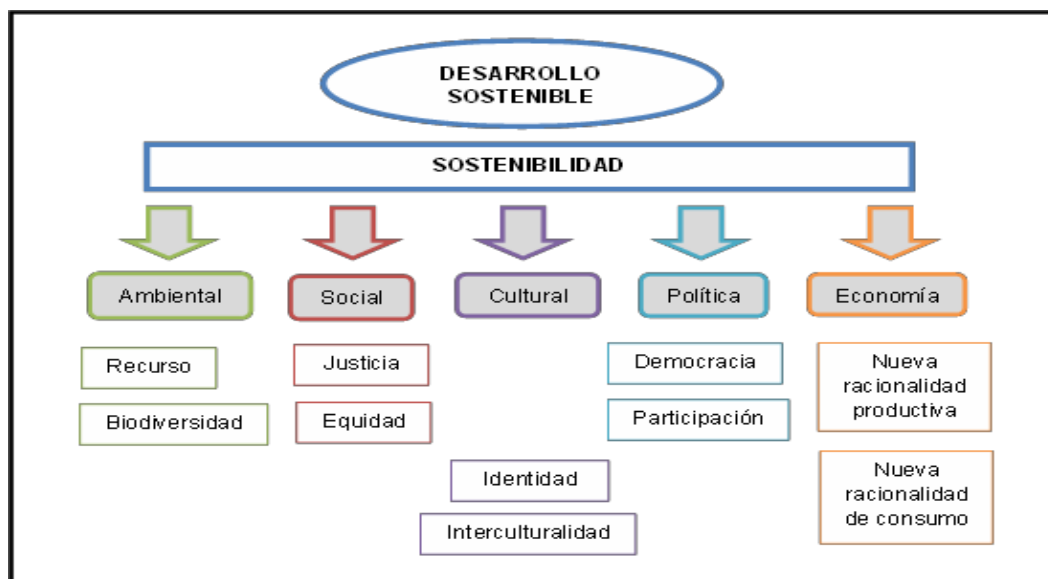 DESARROLLO
SOSTENIBLE
SOSTENIBILIDAD
Ambiental
Social
Cultural
Política
Economía
Recurso
Biodiversidad
Justicia
Equidad
Identidad
Interculturalidad
Democracia
Participación
Nueva
racionalidad
productiva
Nueva
racionalidad
de consumo